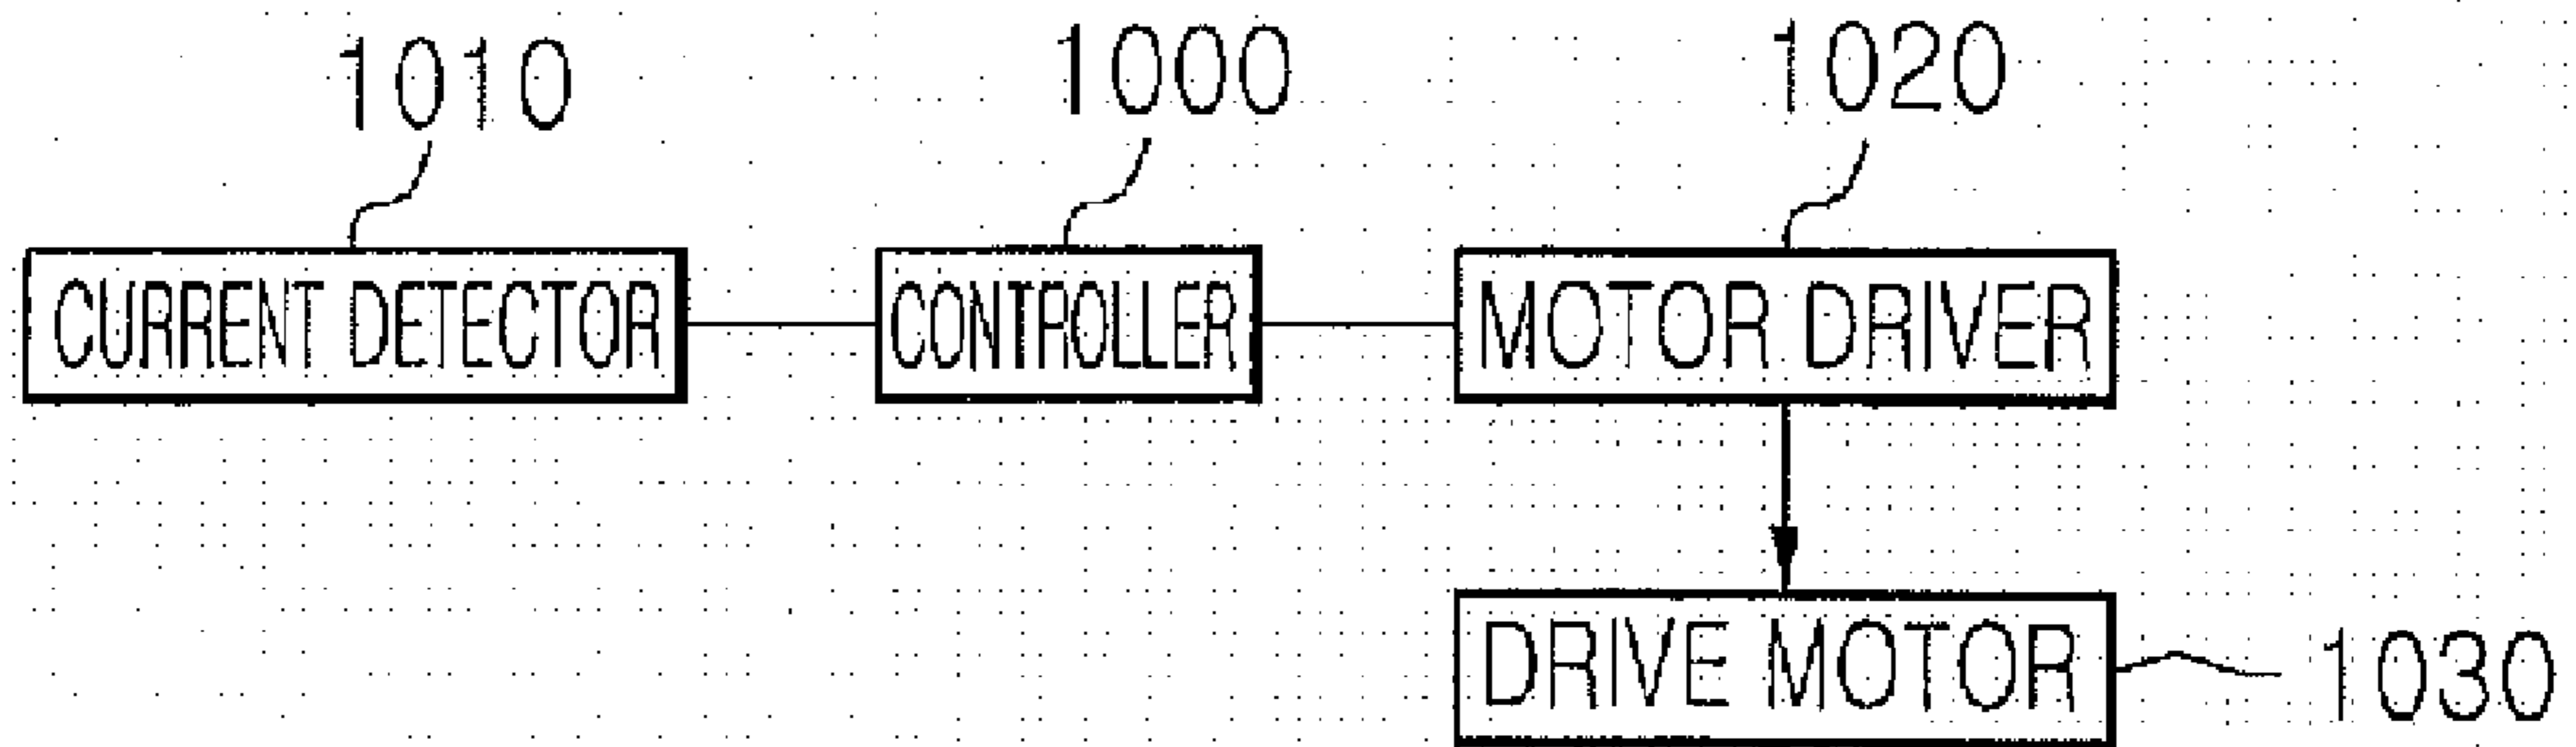 1010 1000 1020
CURRENT DETECTOR CONTROLLER MOTOR DRIVER
DRIVE MOTOR 1030